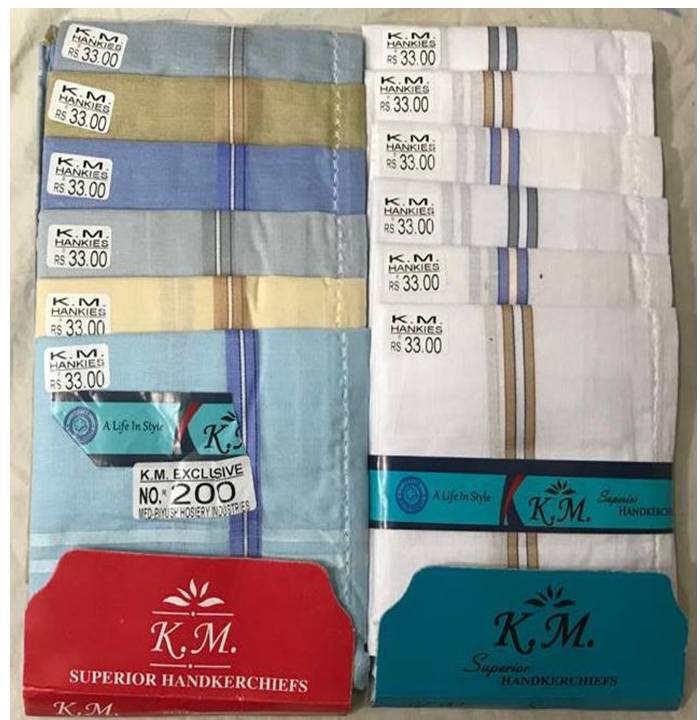 K.M.
HANKIES
RS 33.00
K.M.
HANKIES
RS 33.00
K.M.
HANKIES
RS 33.00
K.M.
HANKIES
RS 33.00
K.M.
HANKIES
RS 33.00
K.M.
HANKIES
RS 33.00
A Life In Style
K.
K.M. EXCLUSIVE
NO. 200
MFD-PIYUSH HOSIERY INDUSTRIES
K.M.
SUPERIOR HANDKERCHIEFS
K.M.
K.M.
HANKIES
RS 33.00
K.M.
HANKIES
RS 33.00
K.M.
HANKIES
RS 33.00
K.M.
HANKIES
RS 33.00
K.M.
HANKIES
RS 33.00
K.M.
HANKIES
RS 33.00
A Life In Style
K.M.
Superior
HANDKERCH
K.M.
Superior
HANDKERCHIEFS